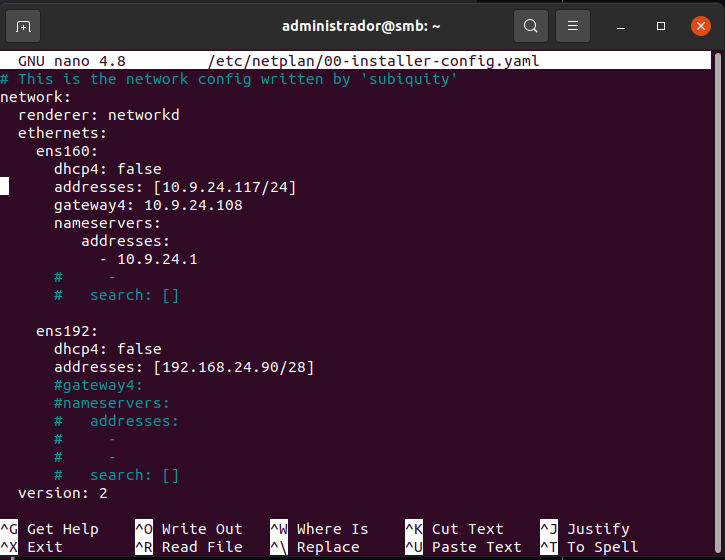 administrador@smb: ~
GNU nano 4.8 /etc/netplan/00-installer-config.yaml
# This is the network config written by 'subiquity'
network:
  renderer: networkd
  ethernets:
    ens160:
      dhcp4: false
      addresses: [10.9.24.117/24]
      gateway4: 10.9.24.108
      nameservers:
         addresses:
           - 10.9.24.1
      #     -
      #   search: []
    ens192:
      dhcp4: false
      addresses: [192.168.24.90/28]
      #gateway4:
      #nameservers:
      #   addresses:
      #     -
      #     -
      #   search: []
  version: 2
^G Get Help ^O Write Out ^W Where Is ^K Cut Text ^J Justify
^X Exit ^R Read File ^\ Replace ^U Paste Text ^T To Spell